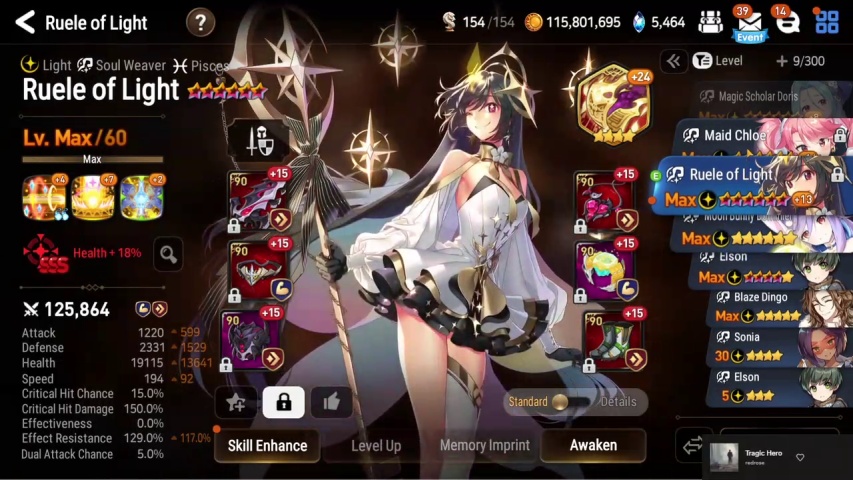 Ruele of Light
?
154/154
115,801,695
5,464
39
Event
14
Light Soul Weaver Pisces
Ruele of Light
Lv. Max/60
Max
+4
+7
+2
SSS
Health + 18%
125,864
Attack 1220 599
Defense 2331 1529
Health 19115 13641
Speed 194 92
Critical Hit Chance 15.0%
Critical Hit Damage 150.0%
Effectiveness 0.0%
Effect Resistance 129.0% 117.0%
Dual Attack Chance 5.0%
90 +15
90 +15
90 +15
+24
90 +15
90 +15
90 +15
Standard
Details
Skill Enhance
Level Up
Memory Imprint
Awaken
Level
+ 9/300
Magic Scholar Doris
Maid Chloe
E
Ruele of Light
Max +13
Max
Elson
Max
Blaze Dingo
Max
Sonia
30
Elson
5
Tragic Hero
redrose